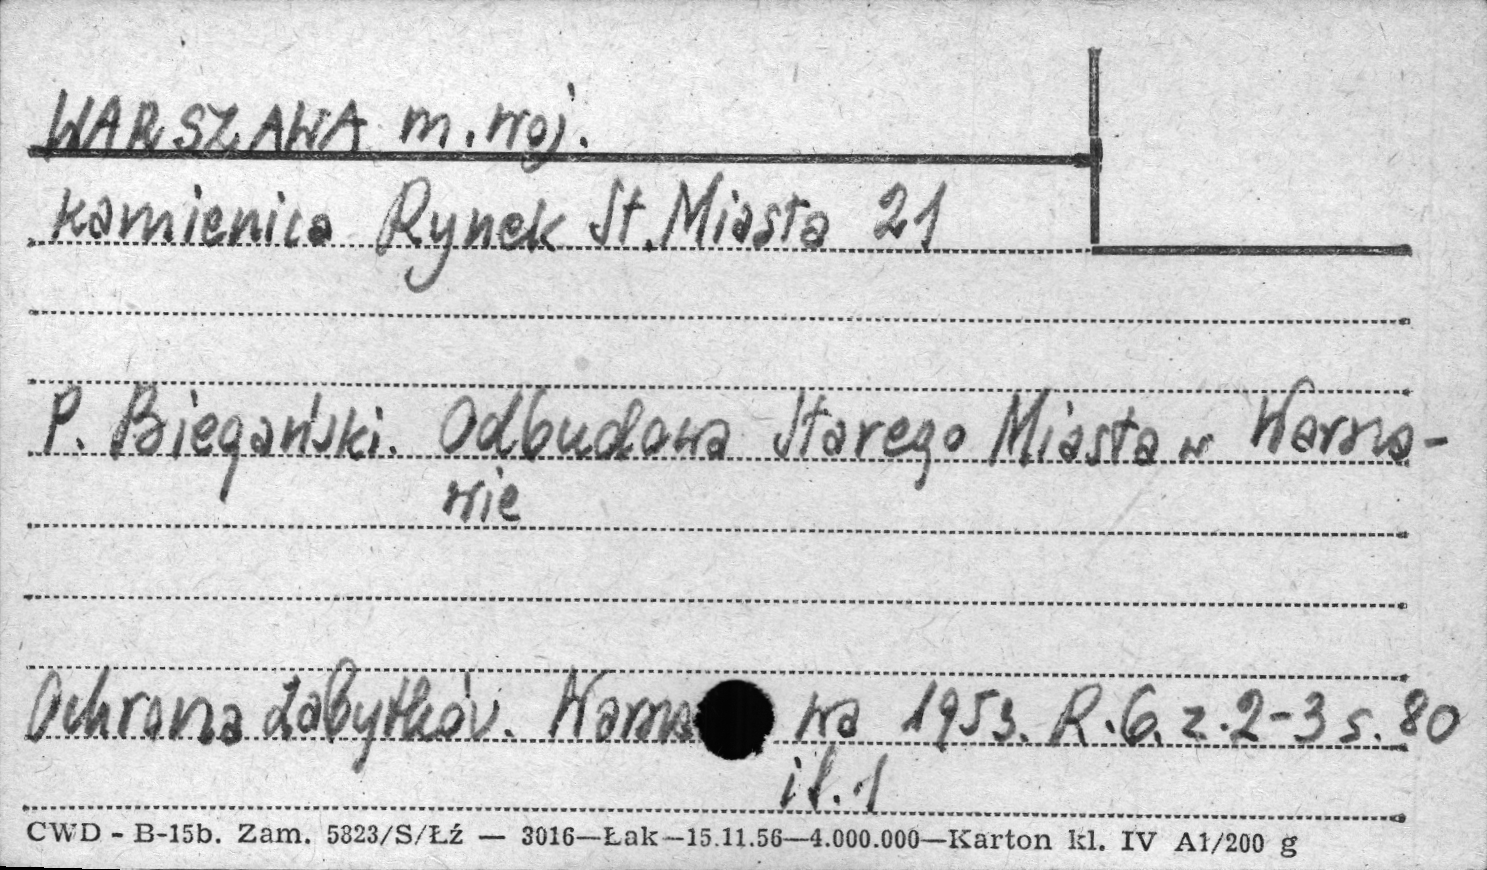 WARSZAWA m. woj.
kamienica Rynek St. Miasta 21
P. Biegański. Odbudowa Starego Miasta w Warsza-
wie
Ochrona Zabytków. Warsza wa 1953. R.6. z.2-3 s. 80
il. 1
CWD - B-15b. Zam. 5823/S/Łź — 3016—Łak—15.11.56—4.000.000—Karton kl. IV A1/200 g